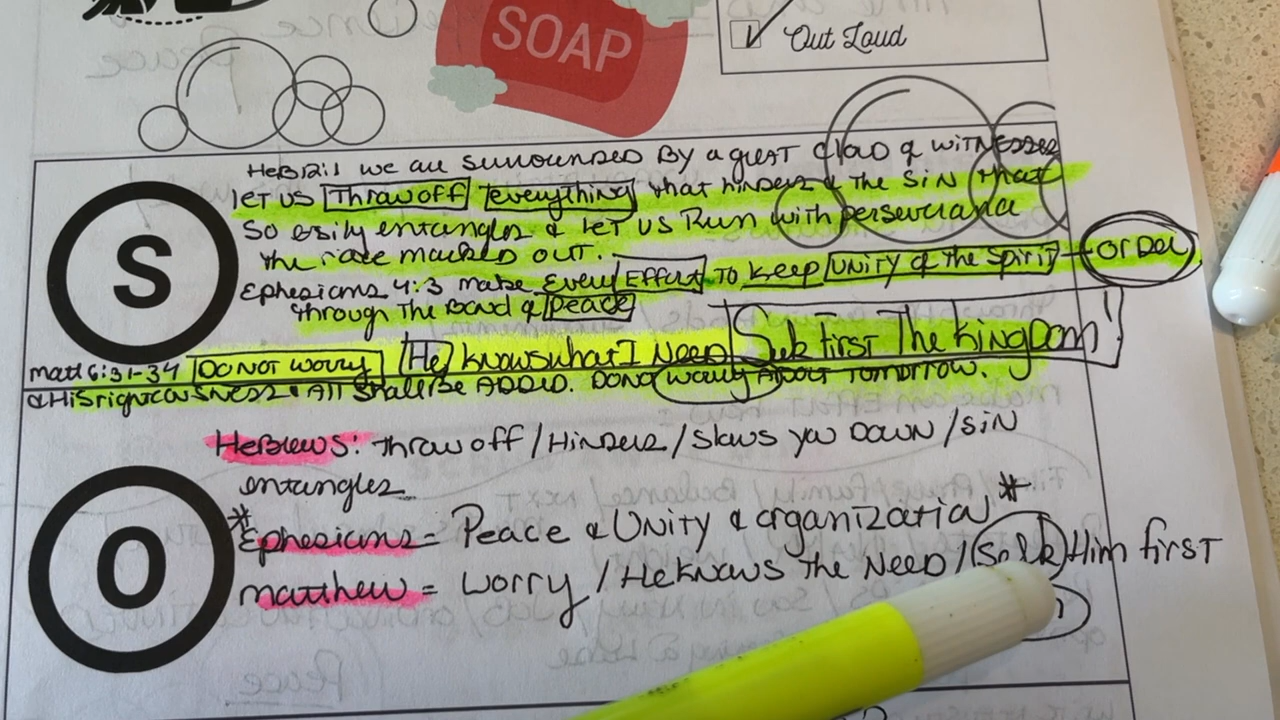 SOAP
✓ Out Loud
S
HEB 12:1 we are surrounded By a great cloud of witnesses
let us Throw off everything that hinders & the sin that
So easily entangles & let us Run with perseverance
the race marked out.
Ephesians 4:3 make Every Effort To keep Unity of the Spirit - order
through the Bond of peace
matt 6:31-34 DO NOT worry He knows what I Need Seek First The Kingdom!
& His righteousness & All shall be ADDED. DO NO worry About Tomorrow.
O
Hebrews: Throw off / Hinders / Slows you Down / sin
entangles
* Ephesians = Peace & Unity & organization *
matthew = worry / He knows the Need / Seek Him first